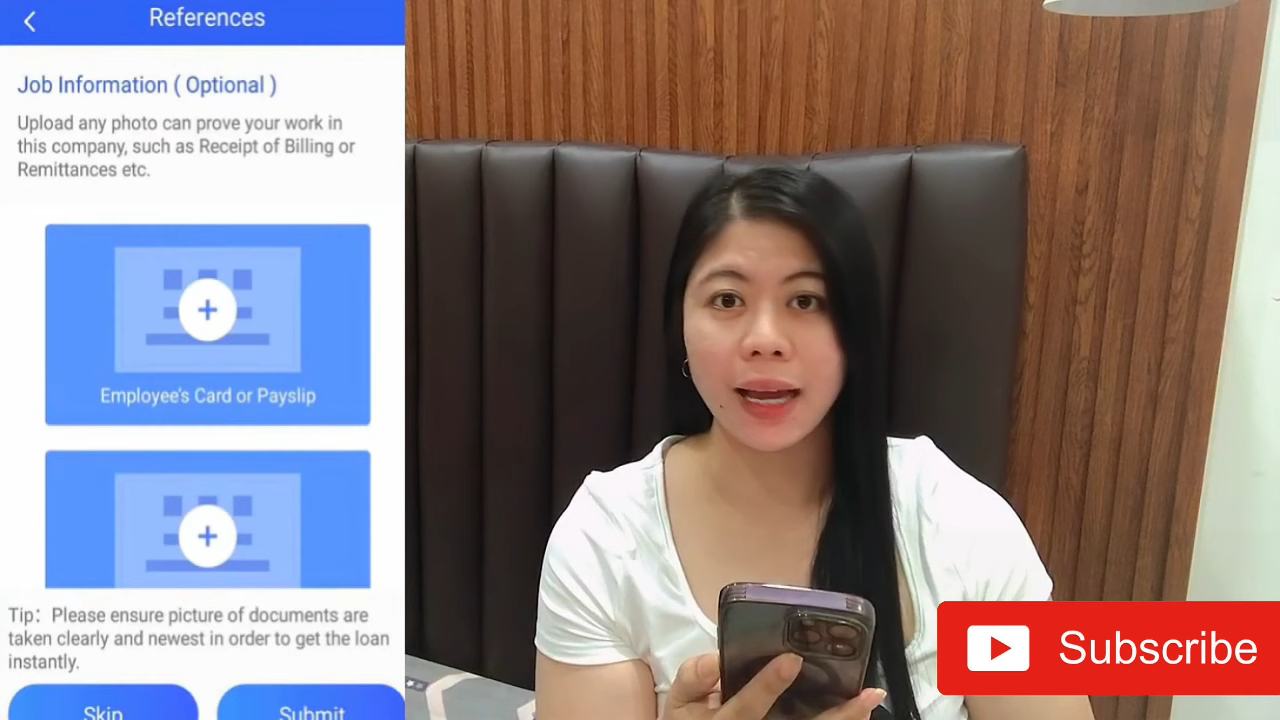 References
Job Information ( Optional )
Upload any photo can prove your work in
this company, such as Receipt of Billing or
Remittances etc.
Employee's Card or Payslip
Tip: Please ensure picture of documents are
taken clearly and newest in order to get the loan
instantly.
Skip
Submit
Subscribe